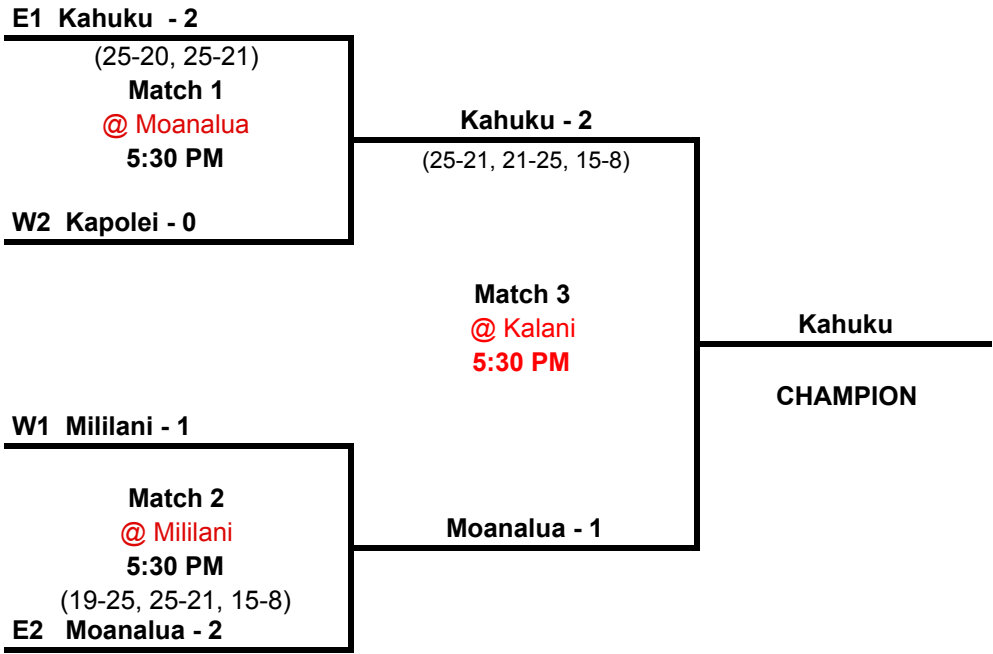 E1 Kahuku - 2
(25-20, 25-21)
Match 1
@ Moanalua
5:30 PM
W2 Kapolei - 0
Kahuku - 2
(25-21, 21-25, 15-8)
Match 3
@ Kalani
5:30 PM
Kahuku
CHAMPION
W1 Mililani - 1
Match 2
@ Mililani
5:30 PM
(19-25, 25-21, 15-8)
E2 Moanalua - 2
Moanalua - 1